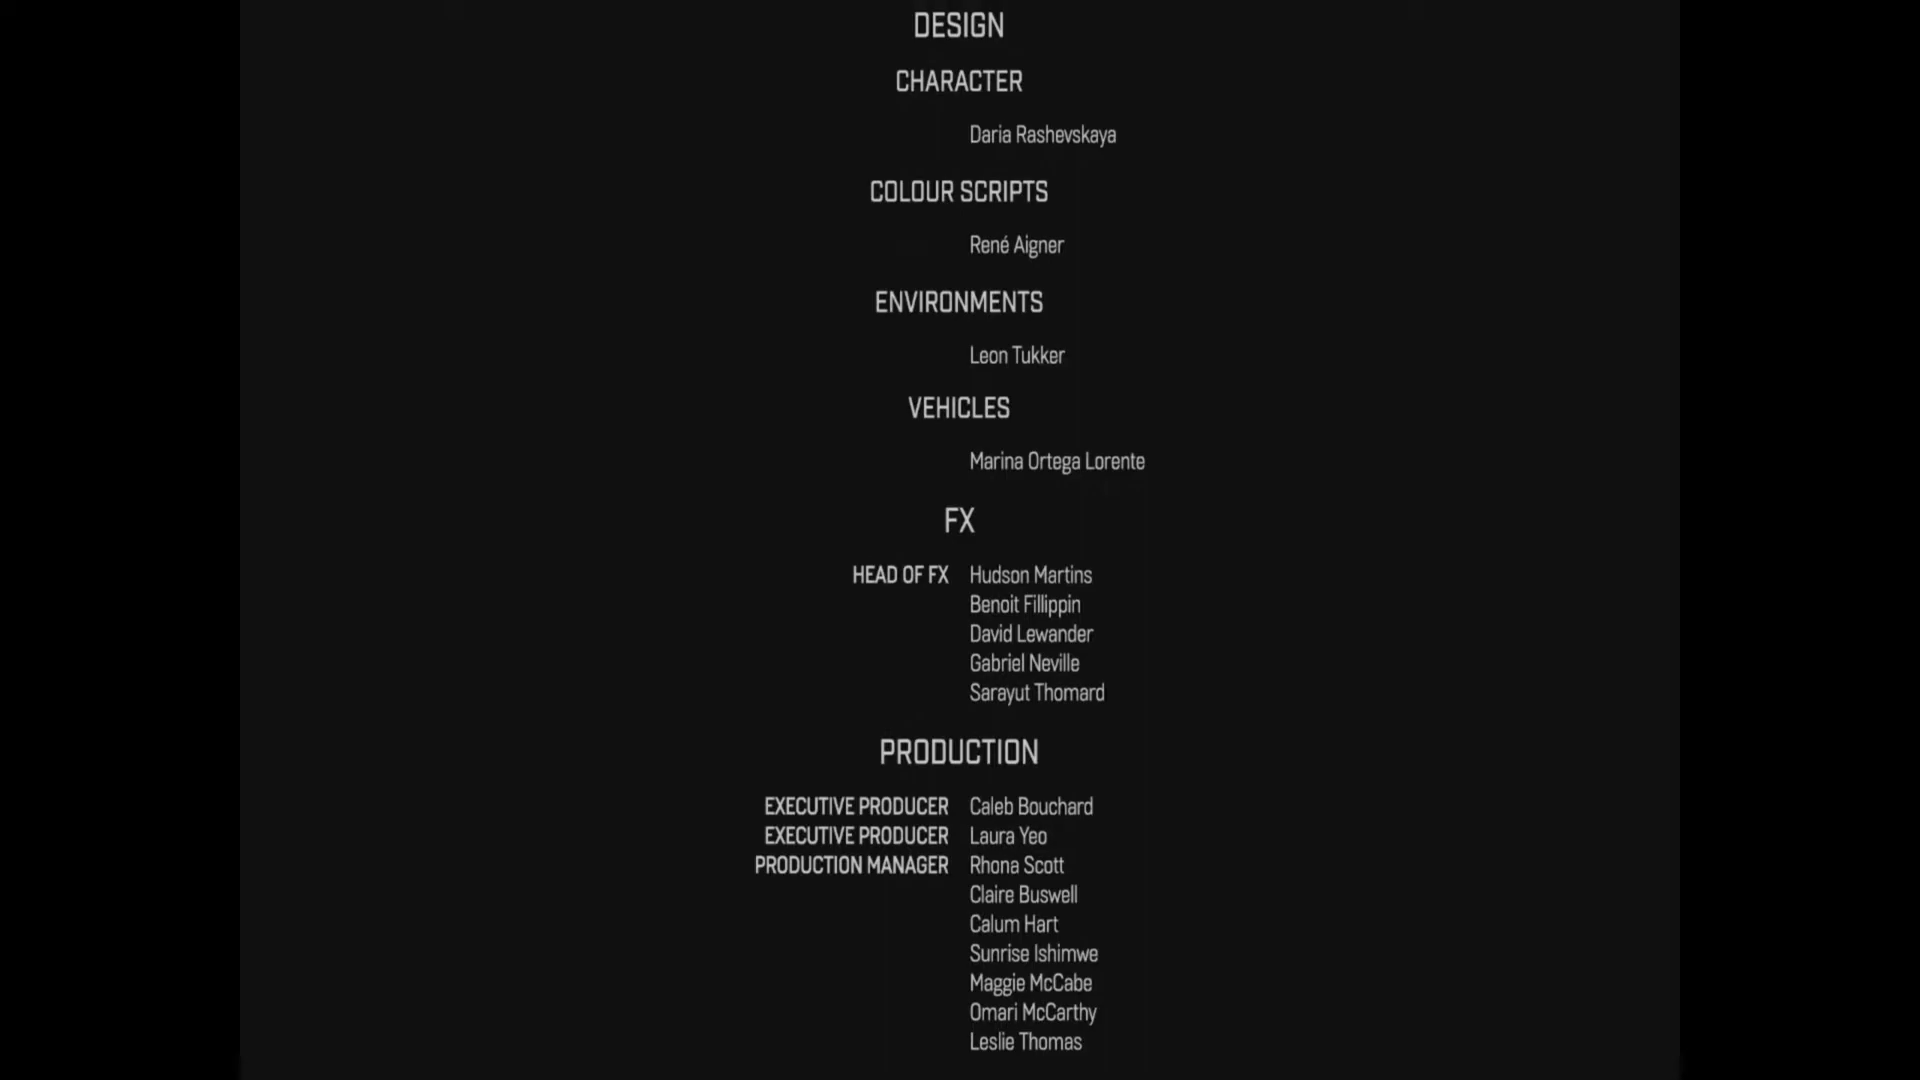 DESIGN
CHARACTER
Daria Rashevskaya
COLOUR SCRIPTS
René Aigner
ENVIRONMENTS
Leon Tukker
VEHICLES
Marina Ortega Lorente
FX
HEAD OF FX Hudson Martins
Benoit Fillippin
David Lewander
Gabriel Neville
Sarayut Thomard
PRODUCTION
EXECUTIVE PRODUCER Caleb Bouchard
EXECUTIVE PRODUCER Laura Yeo
PRODUCTION MANAGER Rhona Scott
Claire Buswell
Calum Hart
Sunrise Ishimwe
Maggie McCabe
Omari McCarthy
Leslie Thomas